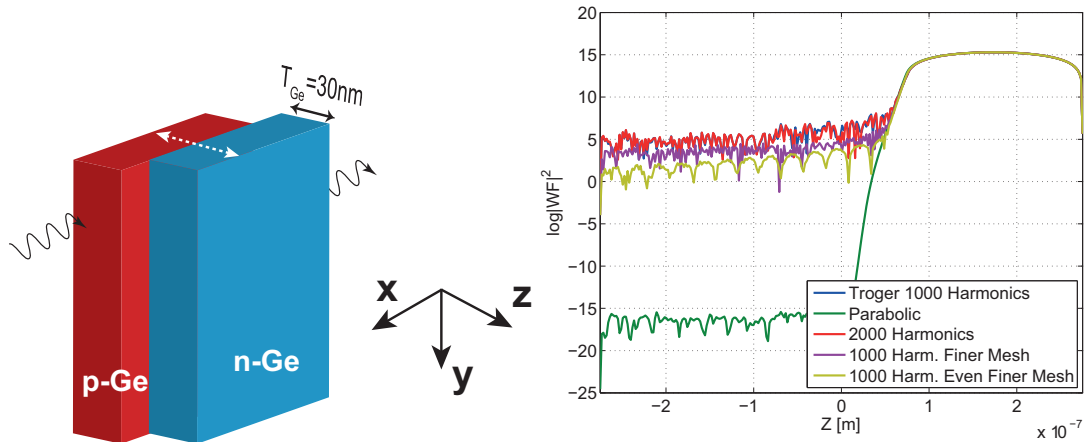 T_Ge=30nm
p-Ge
n-Ge
x
z
y
log|WF|²
20
15
10
5
0
−5
−10
−15
−20
−25
−2
−1
0
1
2
Z [m]
x 10⁻⁷
Troger 1000 Harmonics
Parabolic
2000 Harmonics
1000 Harm. Finer Mesh
1000 Harm. Even Finer Mesh